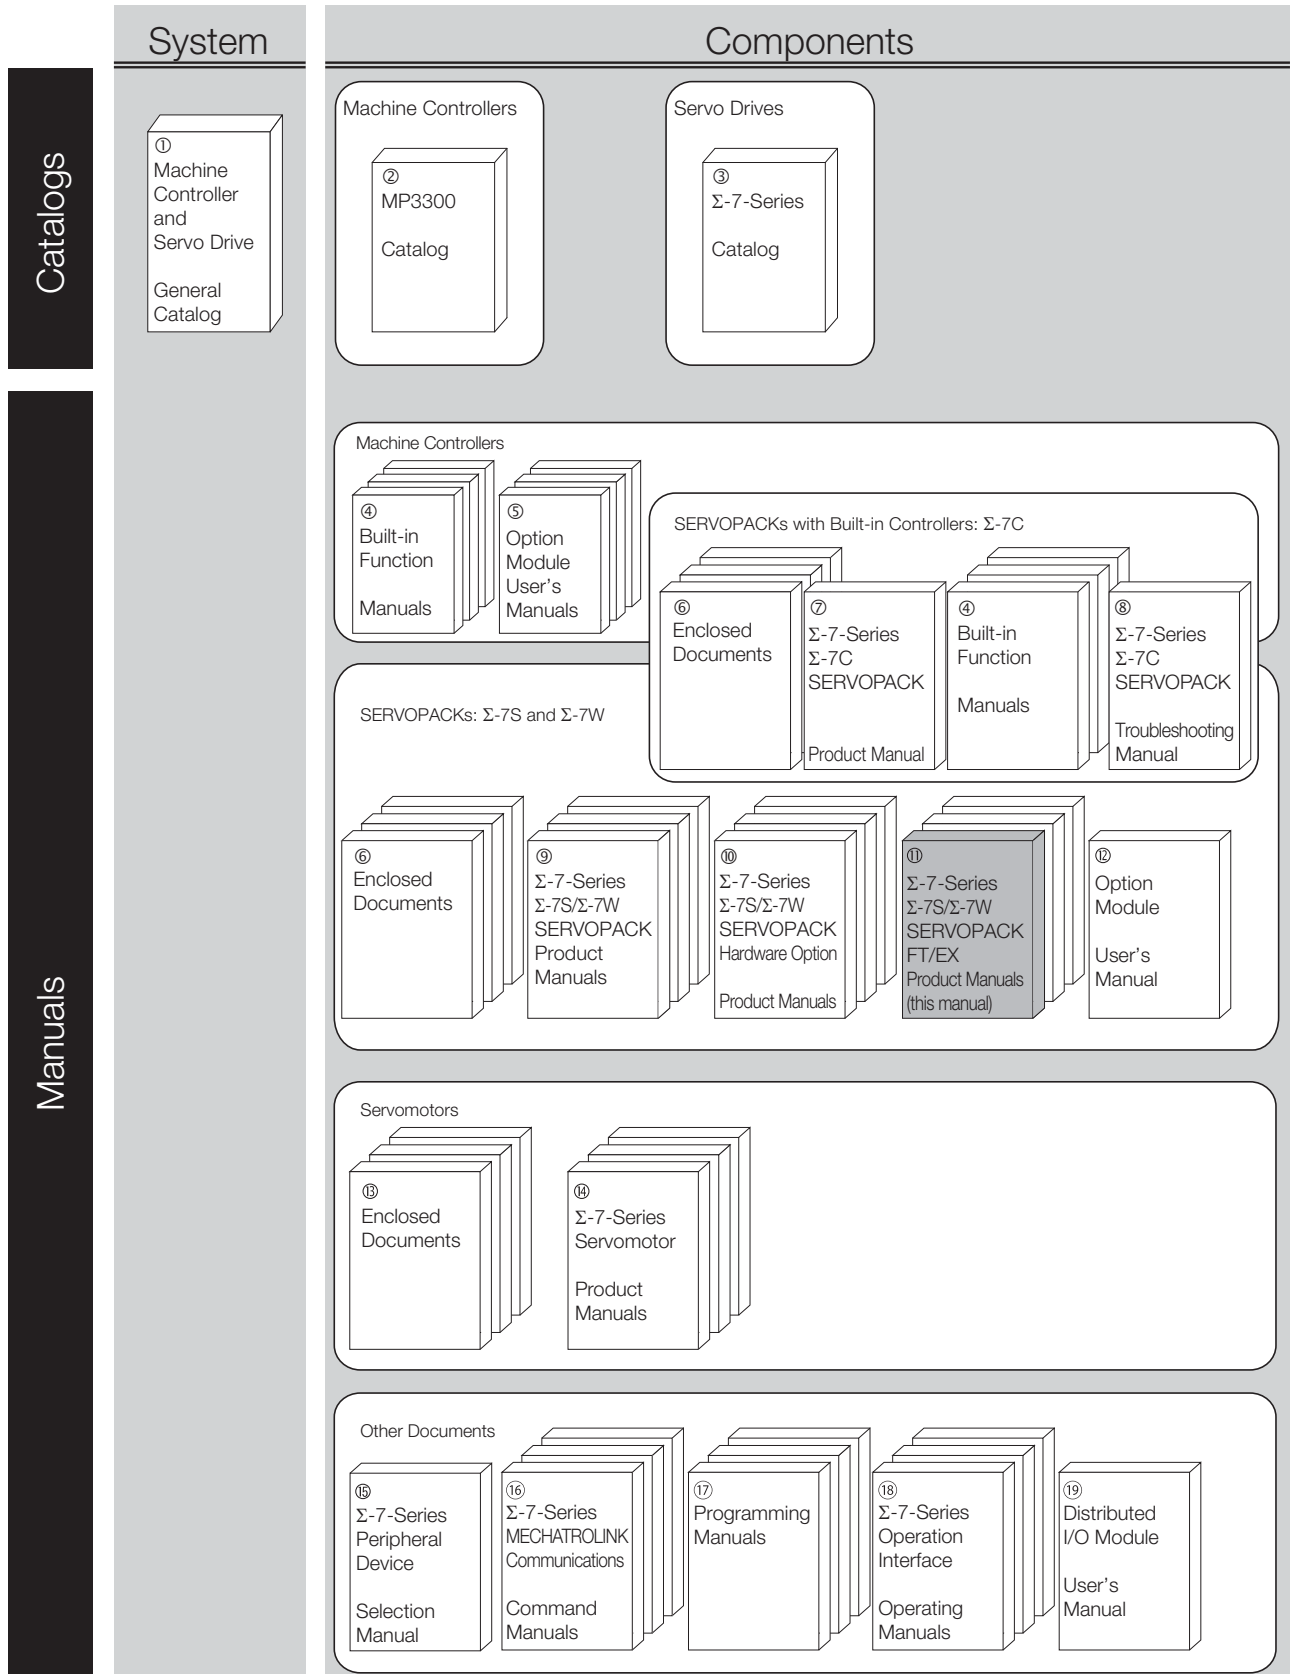 System
Components
Catalogs
①
Machine
Controller
and
Servo Drive
General
Catalog
Machine Controllers
②
MP3300
Catalog
Servo Drives
③
Σ-7-Series
Catalog
Manuals
Machine Controllers
④
Built-in
Function
Manuals
⑤
Option
Module
User's
Manuals
SERVOPACKs with Built-in Controllers: Σ-7C
⑥
Enclosed
Documents
⑦
Σ-7-Series
Σ-7C
SERVOPACK
Product Manual
④
Built-in
Function
Manuals
⑧
Σ-7-Series
Σ-7C
SERVOPACK
Troubleshooting
Manual
SERVOPACKs: Σ-7S and Σ-7W
⑥
Enclosed
Documents
⑨
Σ-7-Series
Σ-7S/Σ-7W
SERVOPACK
Product
Manuals
⑩
Σ-7-Series
Σ-7S/Σ-7W
SERVOPACK
Hardware Option
Product Manuals
⑪
Σ-7-Series
Σ-7S/Σ-7W
SERVOPACK
FT/EX
Product Manuals
(this manual)
⑫
Option
Module
User's
Manual
Servomotors
⑬
Enclosed
Documents
⑭
Σ-7-Series
Servomotor
Product
Manuals
Other Documents
⑮
Σ-7-Series
Peripheral
Device
Selection
Manual
⑯
Σ-7-Series
MECHATROLINK
Communications
Command
Manuals
⑰
Programming
Manuals
⑱
Σ-7-Series
Operation
Interface
Operating
Manuals
⑲
Distributed
I/O Module
User's
Manual